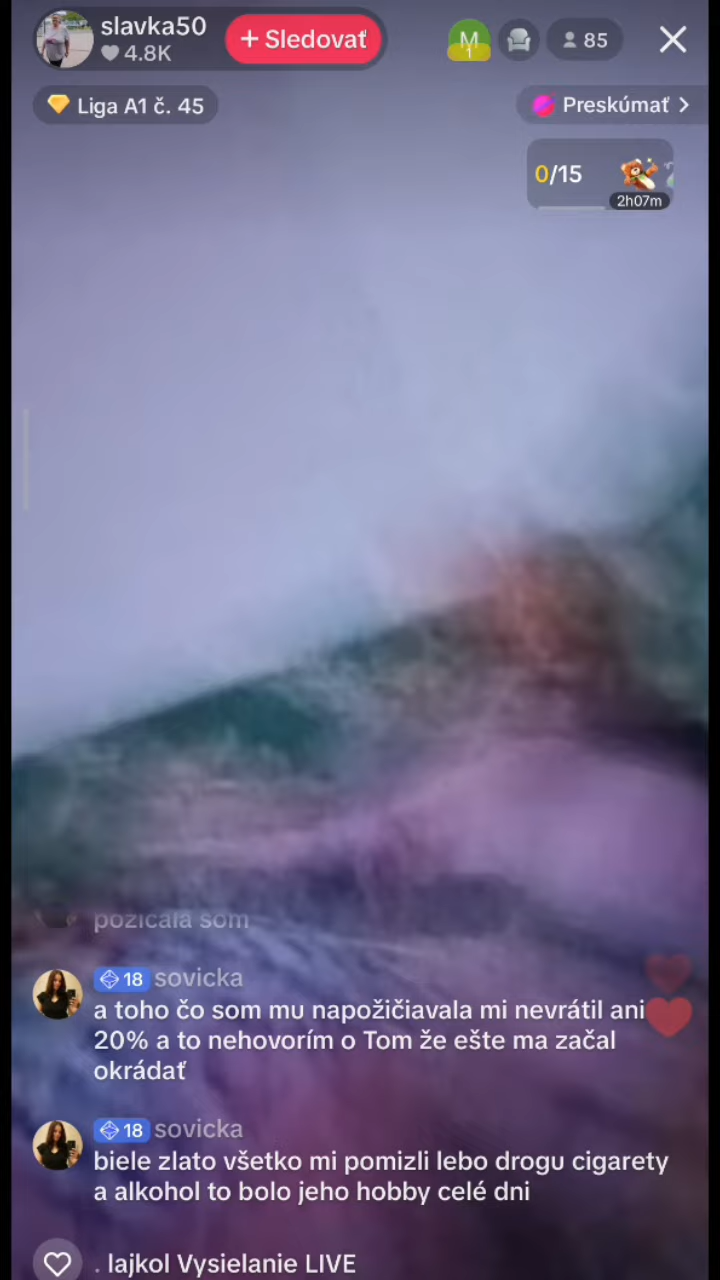 slavka50
4.8K
+ Sledovať
M
1
85
Liga A1 č. 45
Preskúmať >
0/15
2h07m
požičala som
18 sovicka
a toho čo som mu napožičiavala mi nevrátil ani
20% a to nehovorím o Tom že ešte ma začal
okrádať
18 sovicka
biele zlato všetko mi pomizli lebo drogu cigarety
a alkohol to bolo jeho hobby celé dni
. lajkol Vysielanie LIVE